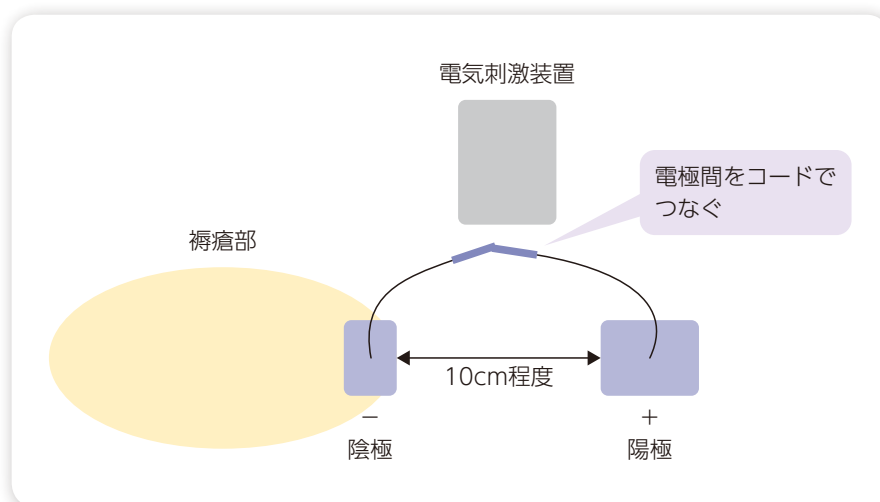 電気刺激装置
電極間をコードで
つなぐ
褥瘡部
10cm程度
−
陰極
+
陽極